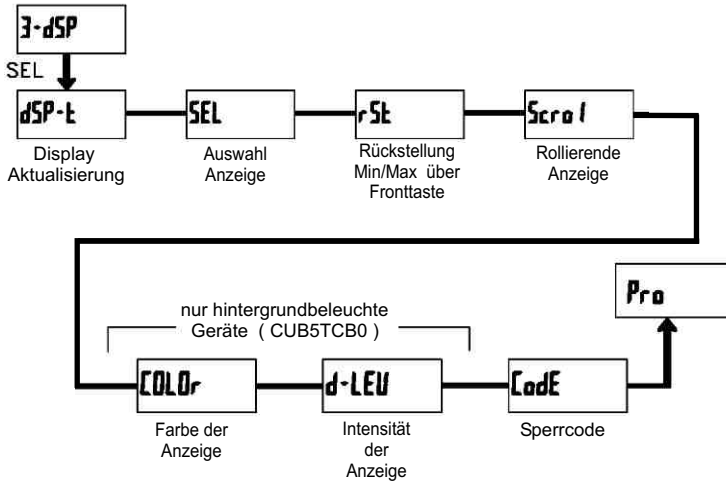 3-dSP
SEL
dSP-t
SEL
rSt
Scrol
Display
Aktualisierung
Auswahl
Anzeige
Rückstellung
Min/Max über
Fronttaste
Rollierende
Anzeige
nur hintergrundbeleuchte
Geräte ( CUB5TCB0 )
Pro
COLOr
d-LEV
CodE
Farbe der
Anzeige
Intensität
der
Anzeige
Sperrcode